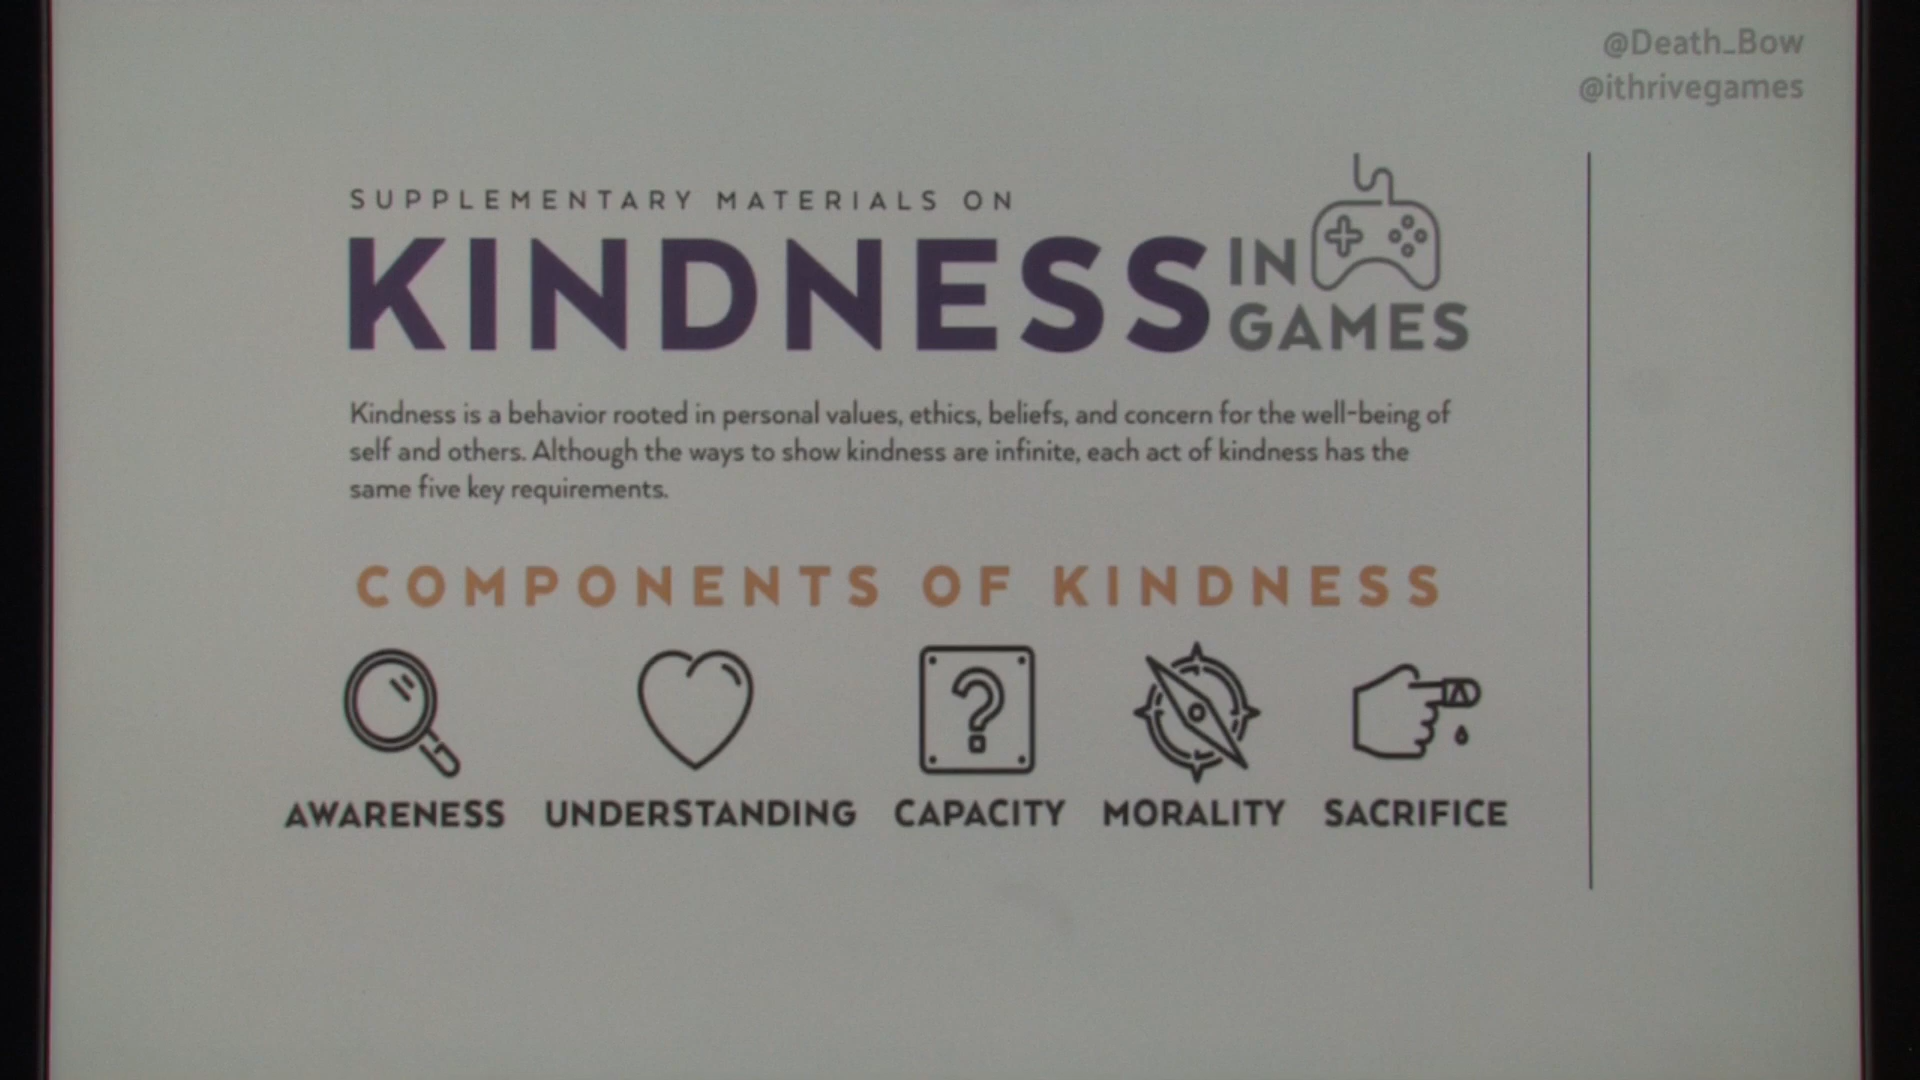 @Death_Bow
@ithrivegames
SUPPLEMENTARY MATERIALS ON
KINDNESS IN
GAMES
Kindness is a behavior rooted in personal values, ethics, beliefs, and concern for the well-being of
self and others. Although the ways to show kindness are infinite, each act of kindness has the
same five key requirements.
COMPONENTS OF KINDNESS
?
AWARENESS UNDERSTANDING CAPACITY MORALITY SACRIFICE